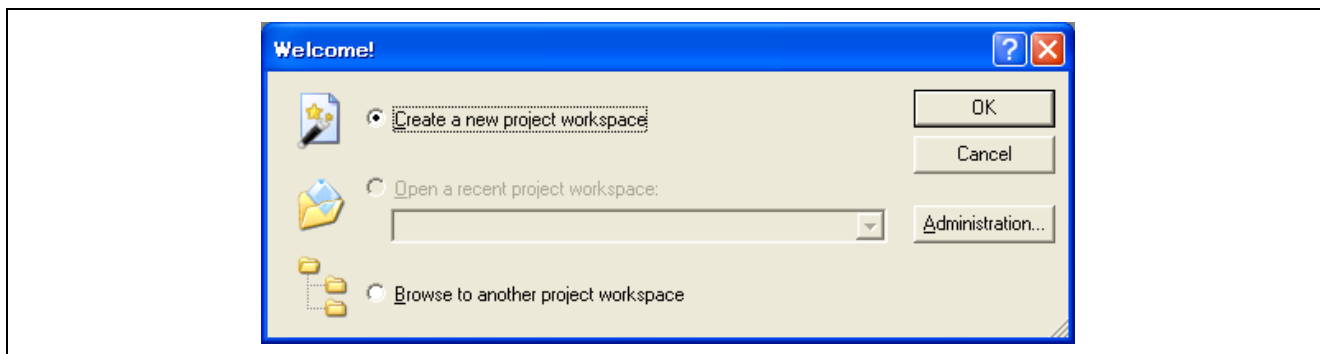 Welcome!
Create a new project workspace
OK
Cancel
Open a recent project workspace:
Administration...
Browse to another project workspace